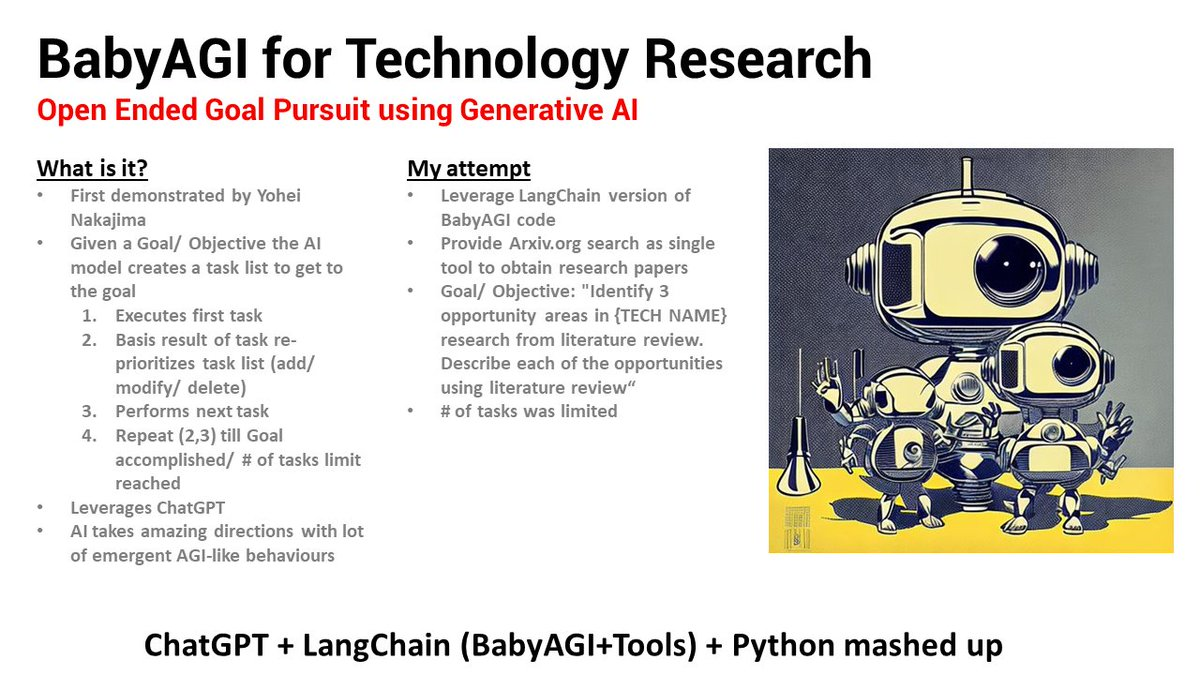 BabyAGI for Technology Research
Open Ended Goal Pursuit using Generative AI
What is it?
• First demonstrated by Yohei
Nakajima
• Given a Goal/ Objective the AI
model creates a task list to get to
the goal
1. Executes first task
2. Basis result of task re-
prioritizes task list (add/
modify/ delete)
3. Performs next task
4. Repeat (2,3) till Goal
accomplished/ # of tasks limit
reached
• Leverages ChatGPT
• AI takes amazing directions with lot
of emergent AGI-like behaviours
My attempt
• Leverage LangChain version of
BabyAGI code
• Provide Arxiv.org search as single
tool to obtain research papers
• Goal/ Objective: "Identify 3
opportunity areas in {TECH NAME}
research from literature review.
Describe each of the opportunities
using literature review“
• # of tasks was limited
ChatGPT + LangChain (BabyAGI+Tools) + Python mashed up